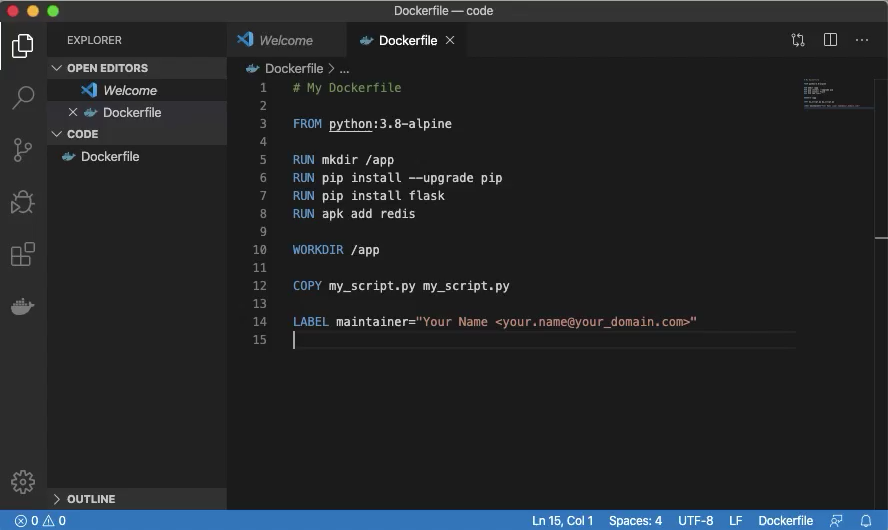 Dockerfile — code
EXPLORER
Welcome
Dockerfile
OPEN EDITORS
Welcome
Dockerfile
CODE
Dockerfile
Dockerfile > ...
1 # My Dockerfile
2
3 FROM python:3.8-alpine
4
5 RUN mkdir /app
6 RUN pip install --upgrade pip
7 RUN pip install flask
8 RUN apk add redis
9
10 WORKDIR /app
11
12 COPY my_script.py my_script.py
13
14 LABEL maintainer="Your Name <your.name@your_domain.com>"
15
OUTLINE
0 0 Ln 15, Col 1 Spaces: 4 UTF-8 LF Dockerfile